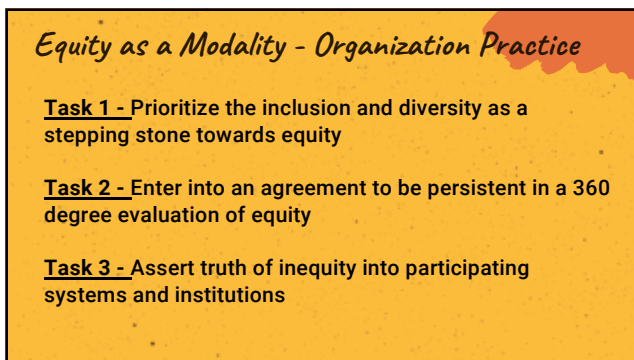 Equity as a Modality - Organization Practice
Task 1 - Prioritize the inclusion and diversity as a
stepping stone towards equity
Task 2 - Enter into an agreement to be persistent in a 360
degree evaluation of equity
Task 3 - Assert truth of inequity into participating
systems and institutions